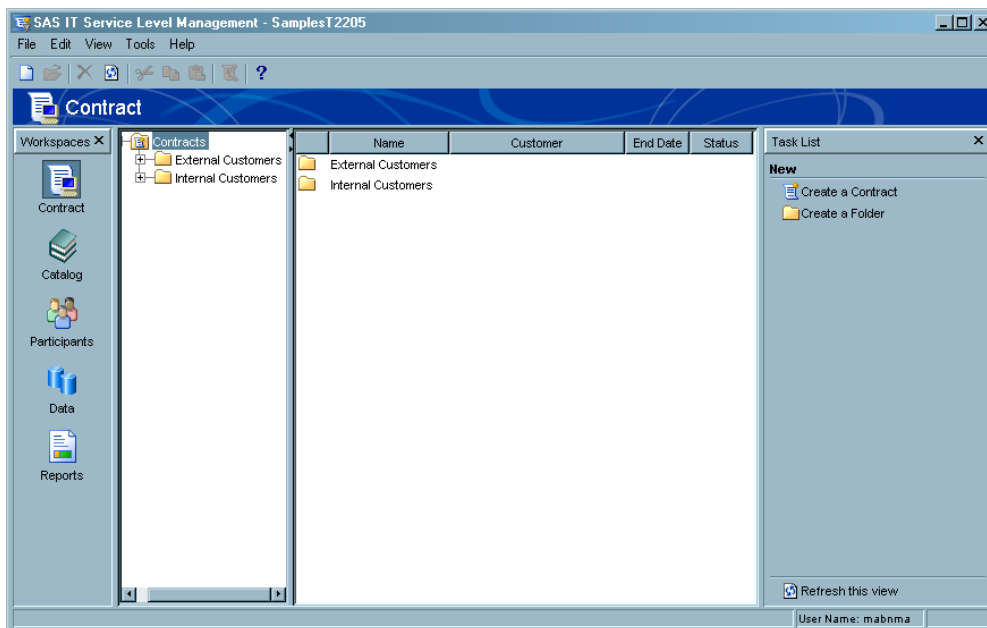 SAS IT Service Level Management - SamplesT2205
File Edit View Tools Help
?
Contract
Workspaces X
Contract
Catalog
Participants
Data
Reports
Contracts
External Customers
Internal Customers
Name Customer End Date Status
External Customers
Internal Customers
Task List X
New
Create a Contract
Create a Folder
Refresh this view
User Name: mabnma